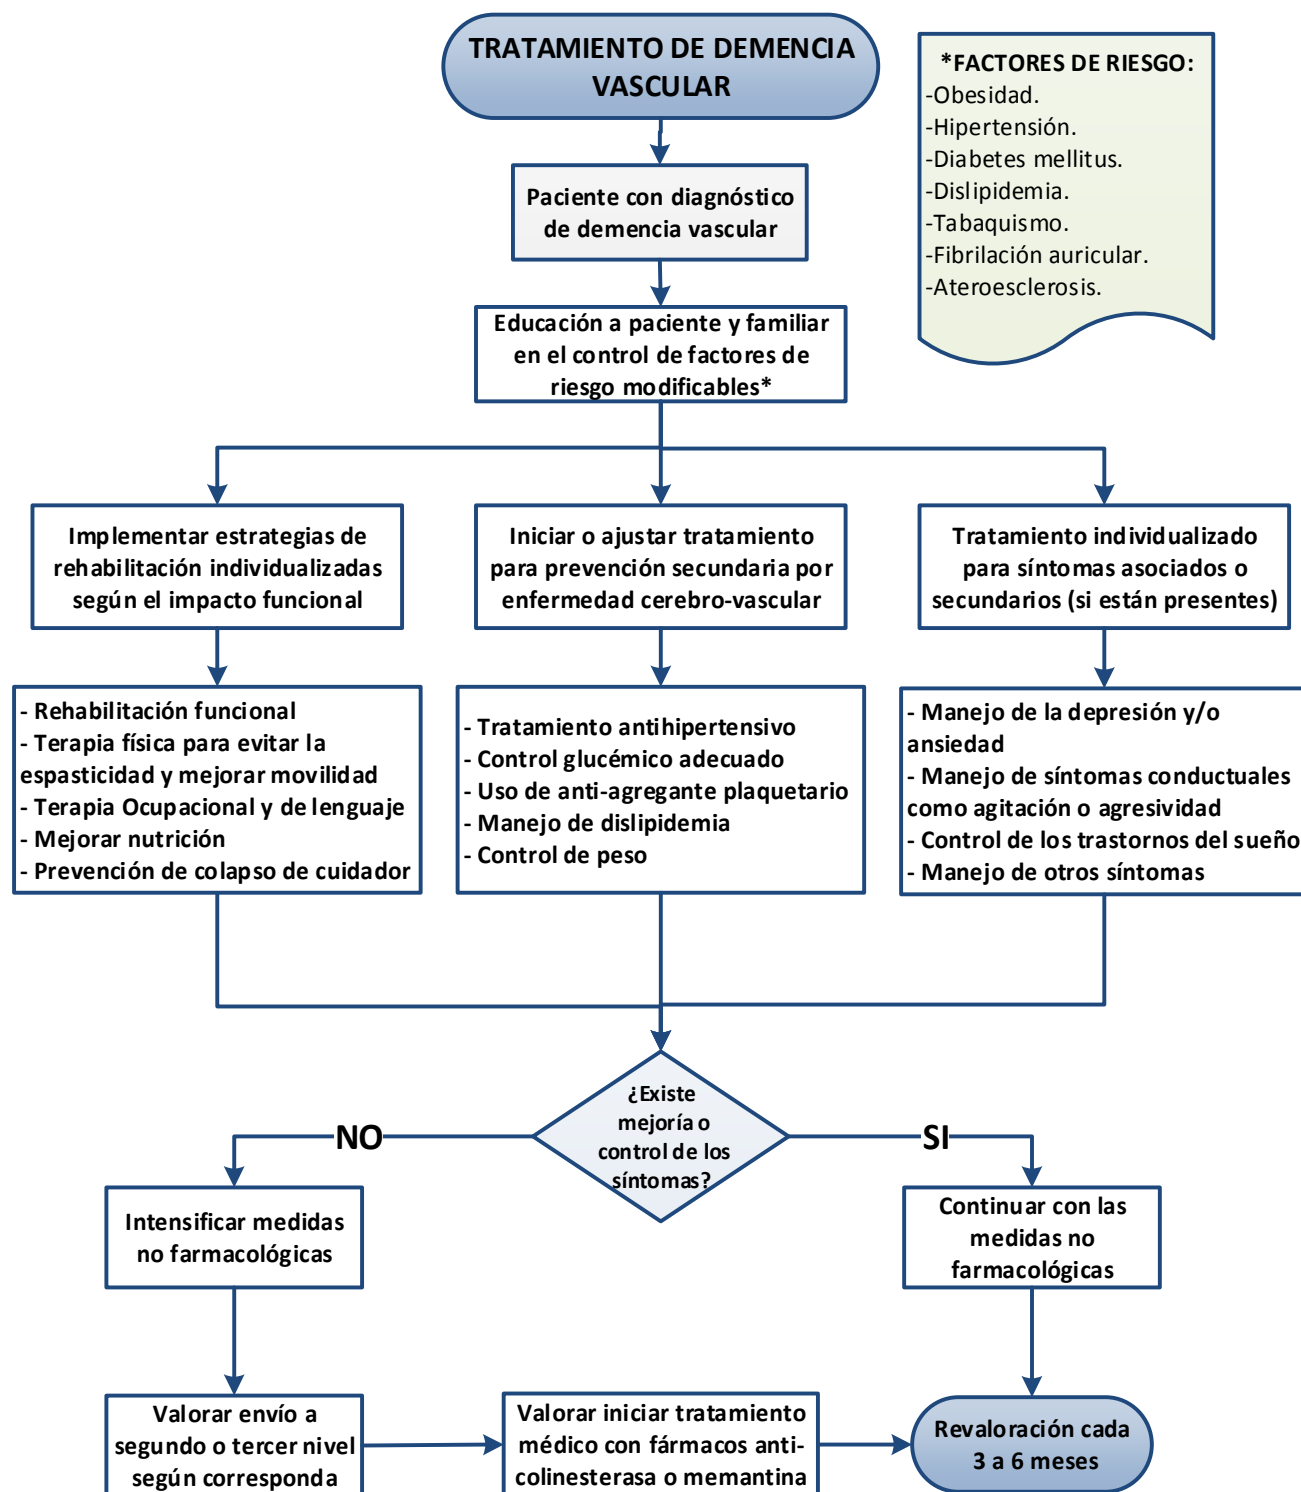 TRATAMIENTO DE DEMENCIA
VASCULAR
*FACTORES DE RIESGO:
-Obesidad.
-Hipertensión.
-Diabetes mellitus.
-Dislipidemia.
-Tabaquismo.
-Fibrilación auricular.
-Ateroesclerosis.
Paciente con diagnóstico
de demencia vascular
Educación a paciente y familiar
en el control de factores de
riesgo modificables*
Implementar estrategias de
rehabilitación individualizadas
según el impacto funcional
Iniciar o ajustar tratamiento
para prevención secundaria por
enfermedad cerebro-vascular
Tratamiento individualizado
para síntomas asociados o
secundarios (si están presentes)
- Rehabilitación funcional
- Terapia física para evitar la
espasticidad y mejorar movilidad
- Terapia Ocupacional y de lenguaje
- Mejorar nutrición
- Prevención de colapso de cuidador
- Tratamiento antihipertensivo
- Control glucémico adecuado
- Uso de anti-agregante plaquetario
- Manejo de dislipidemia
- Control de peso
- Manejo de la depresión y/o
ansiedad
- Manejo de síntomas conductuales
como agitación o agresividad
- Control de los trastornos del sueño
- Manejo de otros síntomas
¿Existe
mejoría o
control de los
síntomas?
NO
SI
Intensificar medidas
no farmacológicas
Continuar con las
medidas no
farmacológicas
Valorar envío a
segundo o tercer nivel
según corresponda
Valorar iniciar tratamiento
médico con fármacos anti-
colinesterasa o memantina
Revaloración cada
3 a 6 meses